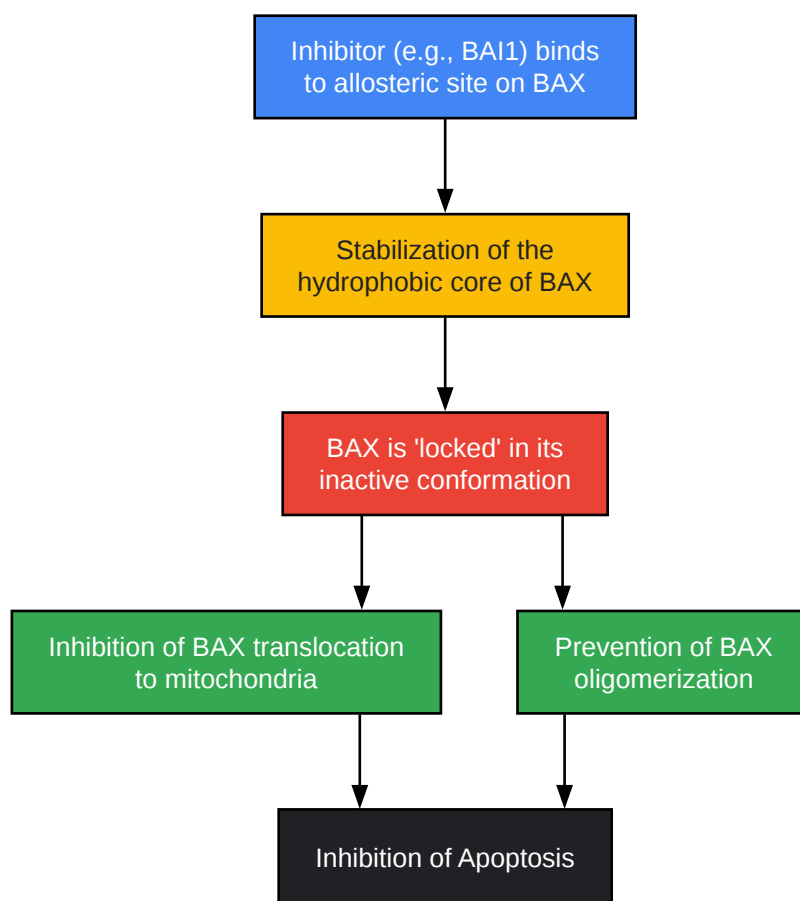 Inhibitor (e.g., BAI1) binds
to allosteric site on BAX
Stabilization of the
hydrophobic core of BAX
BAX is 'locked' in its
inactive conformation
Inhibition of BAX translocation
to mitochondria
Prevention of BAX
oligomerization
Inhibition of Apoptosis